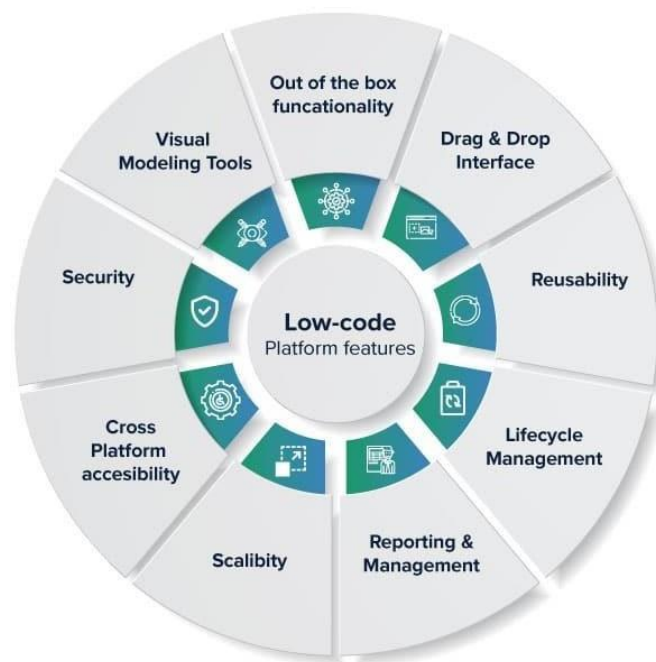 Out of the box
funcationality
Drag & Drop
Interface
Reusability
Lifecycle
Management
Reporting &
Management
Scalibity
Cross
Platform
accesibility
Security
Visual
Modeling Tools
Low-code
Platform features